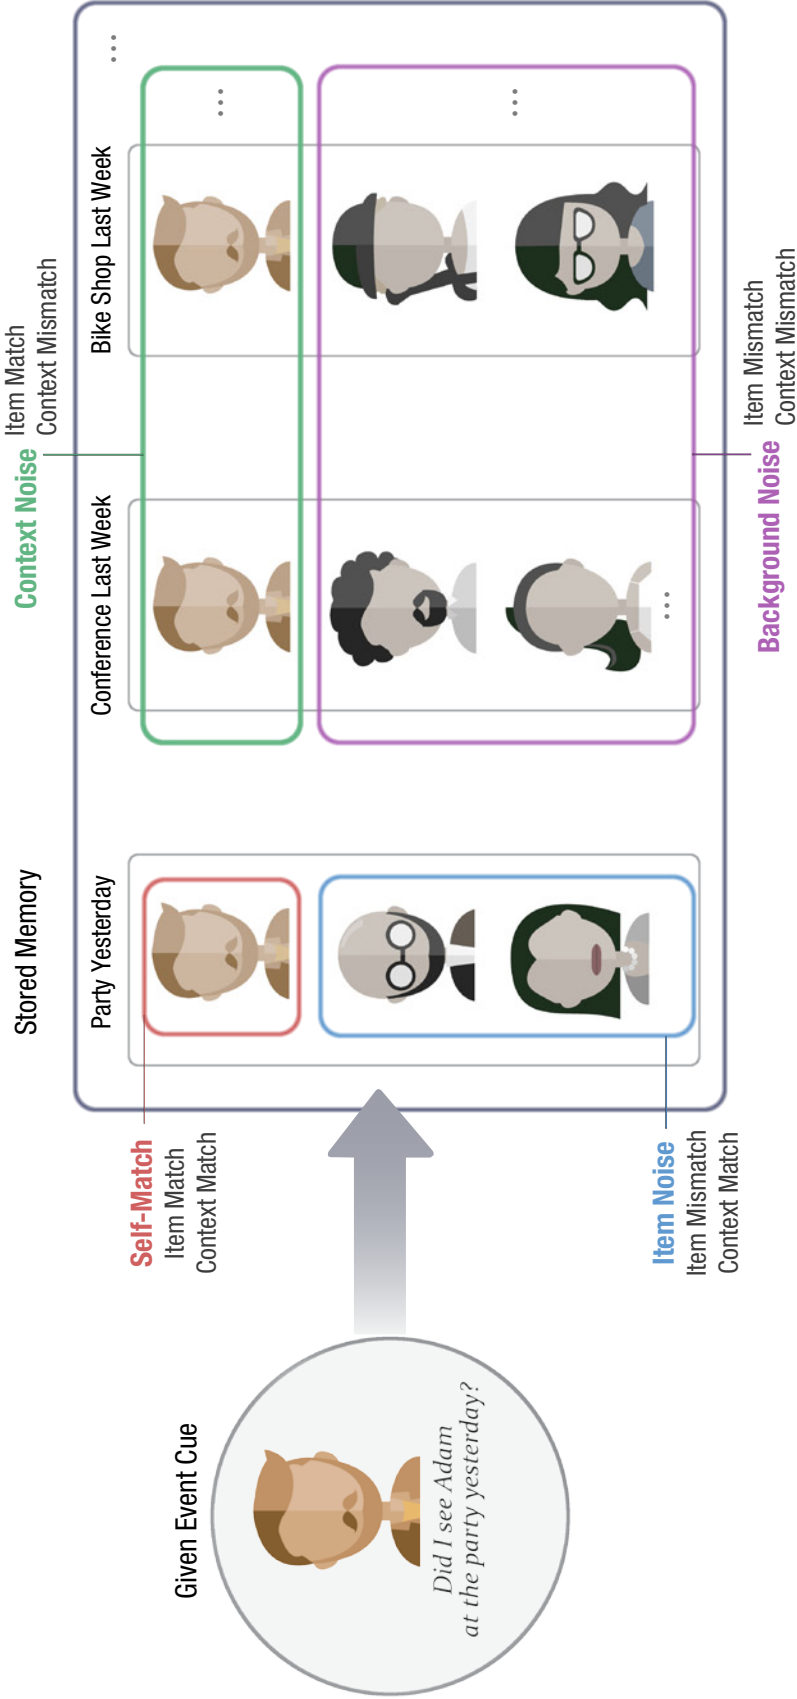 Given Event Cue
Did I see Adam
at the party yesterday?
Stored Memory
Self-Match
Item Match
Context Match
Item Noise
Item Mismatch
Context Match
Party Yesterday
Conference Last Week
Bike Shop Last Week
...
...
...
...
Context Noise
Item Match
Context Mismatch
Background Noise
Item Mismatch
Context Mismatch